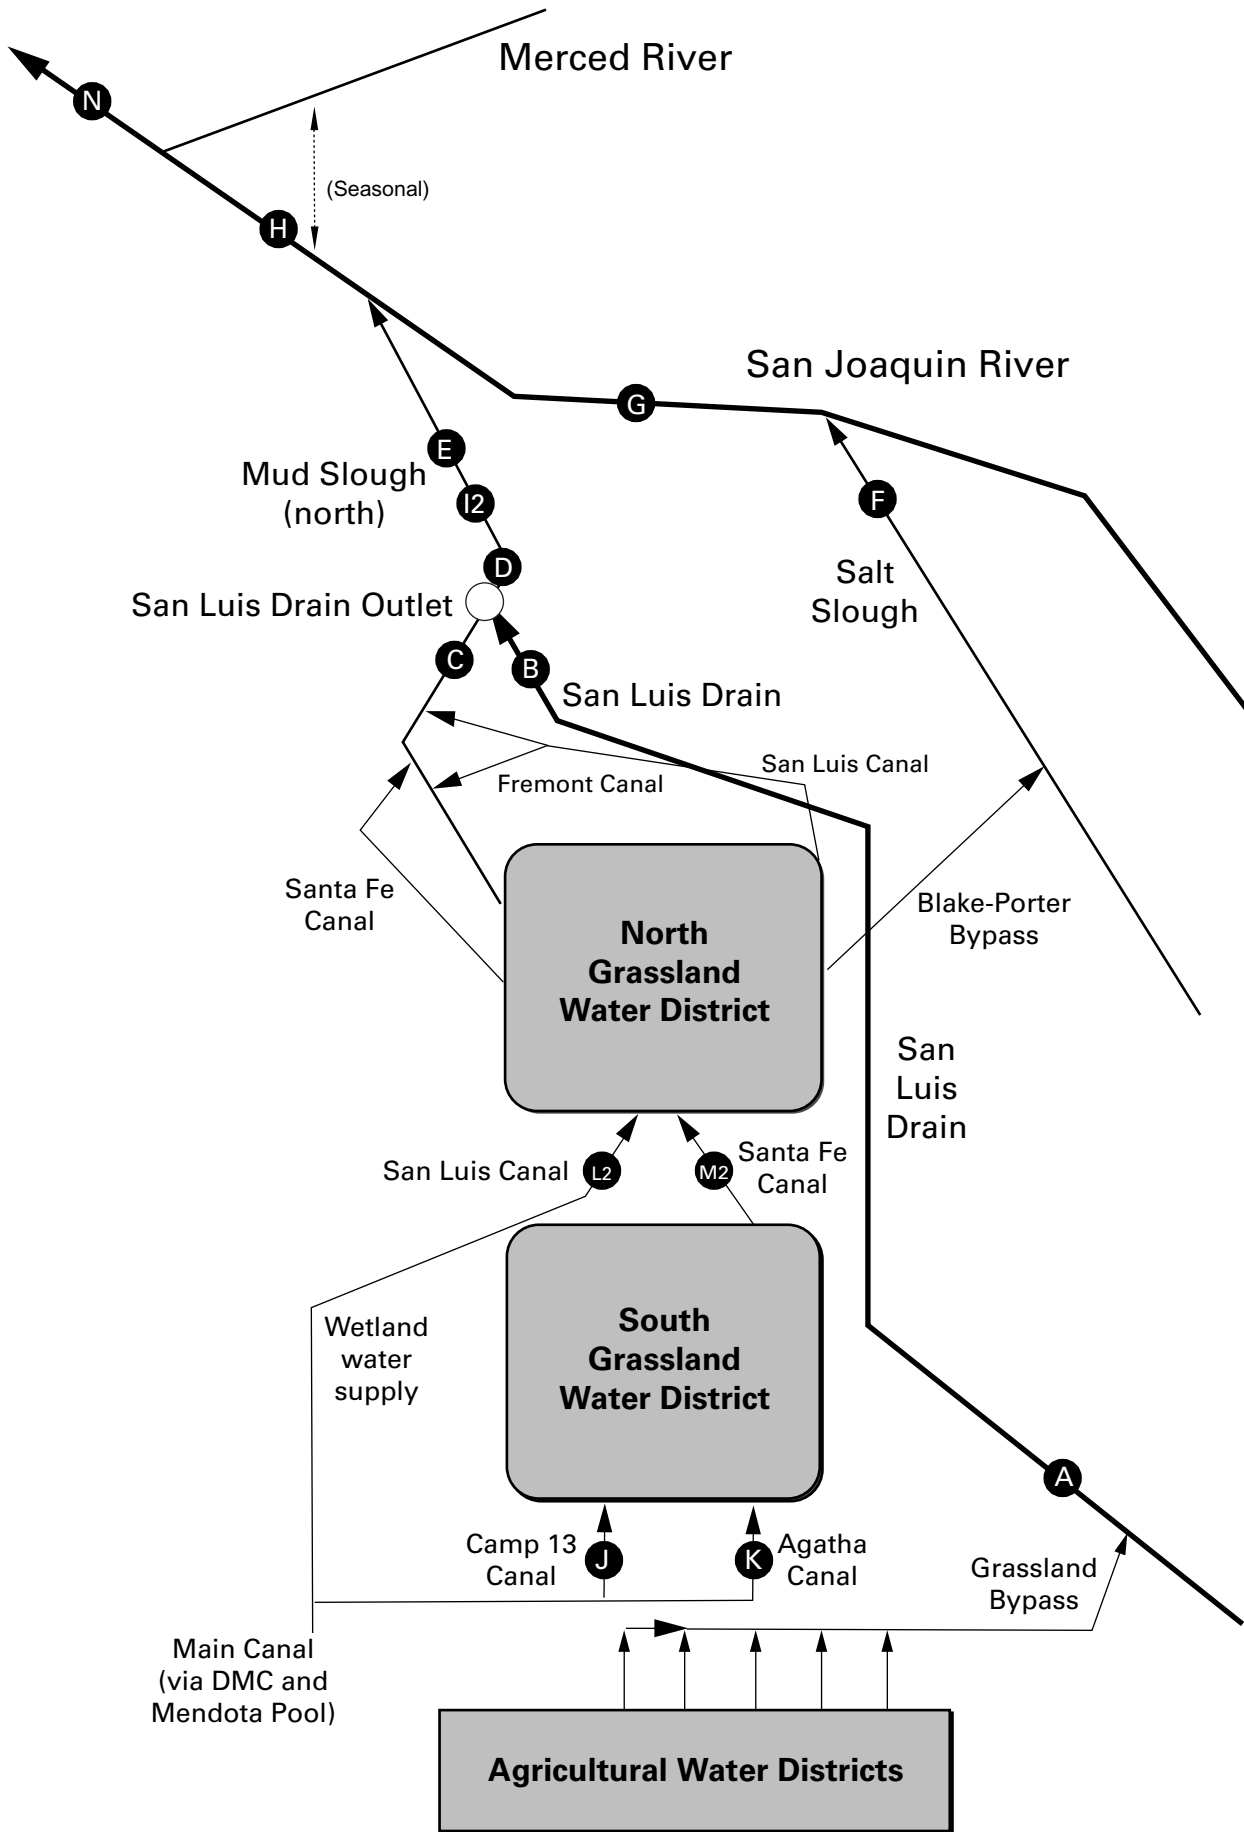 Merced River
N
(Seasonal)
H
San Joaquin River
G
E
Mud Slough
(north)
I2
F
D
Salt
Slough
San Luis Drain Outlet
C
B
San Luis Drain
San Luis Canal
Fremont Canal
Santa Fe
Canal
Blake-Porter
Bypass
North
Grassland
Water District
San
Luis
Drain
San Luis Canal
L2
M2
Santa Fe
Canal
Wetland
water
supply
South
Grassland
Water District
A
Camp 13
Canal
J
K
Agatha
Canal
Grassland
Bypass
Main Canal
(via DMC and
Mendota Pool)
Agricultural Water Districts